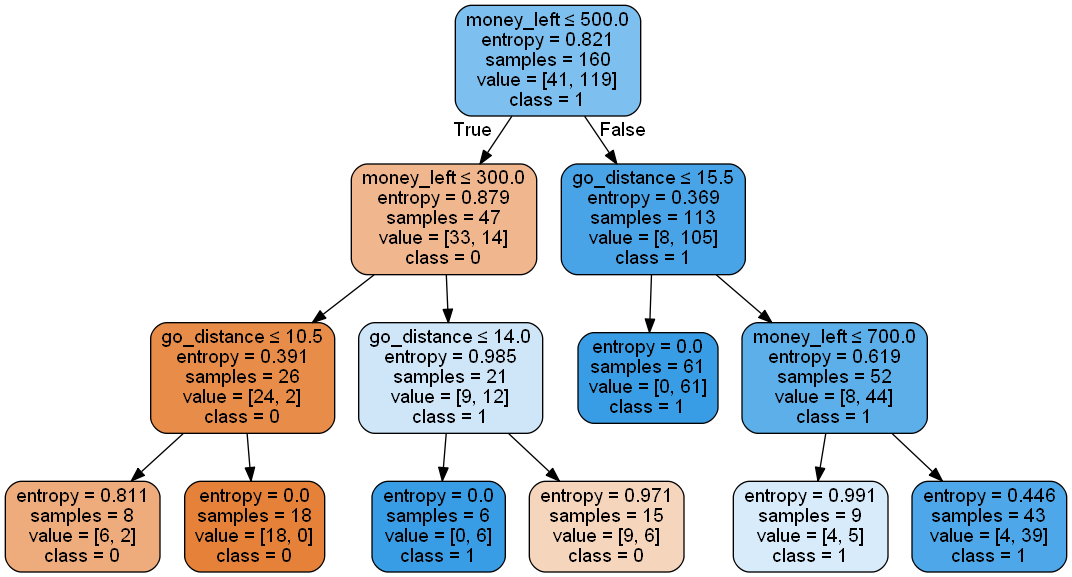 money_left ≤ 500.0
entropy = 0.821
samples = 160
value = [41, 119]
class = 1
True
False
money_left ≤ 300.0
entropy = 0.879
samples = 47
value = [33, 14]
class = 0
go_distance ≤ 15.5
entropy = 0.369
samples = 113
value = [8, 105]
class = 1
go_distance ≤ 10.5
entropy = 0.391
samples = 26
value = [24, 2]
class = 0
go_distance ≤ 14.0
entropy = 0.985
samples = 21
value = [9, 12]
class = 1
entropy = 0.0
samples = 61
value = [0, 61]
class = 1
money_left ≤ 700.0
entropy = 0.619
samples = 52
value = [8, 44]
class = 1
entropy = 0.811
samples = 8
value = [6, 2]
class = 0
entropy = 0.0
samples = 18
value = [18, 0]
class = 0
entropy = 0.0
samples = 6
value = [0, 6]
class = 1
entropy = 0.971
samples = 15
value = [9, 6]
class = 0
entropy = 0.991
samples = 9
value = [4, 5]
class = 1
entropy = 0.446
samples = 43
value = [4, 39]
class = 1